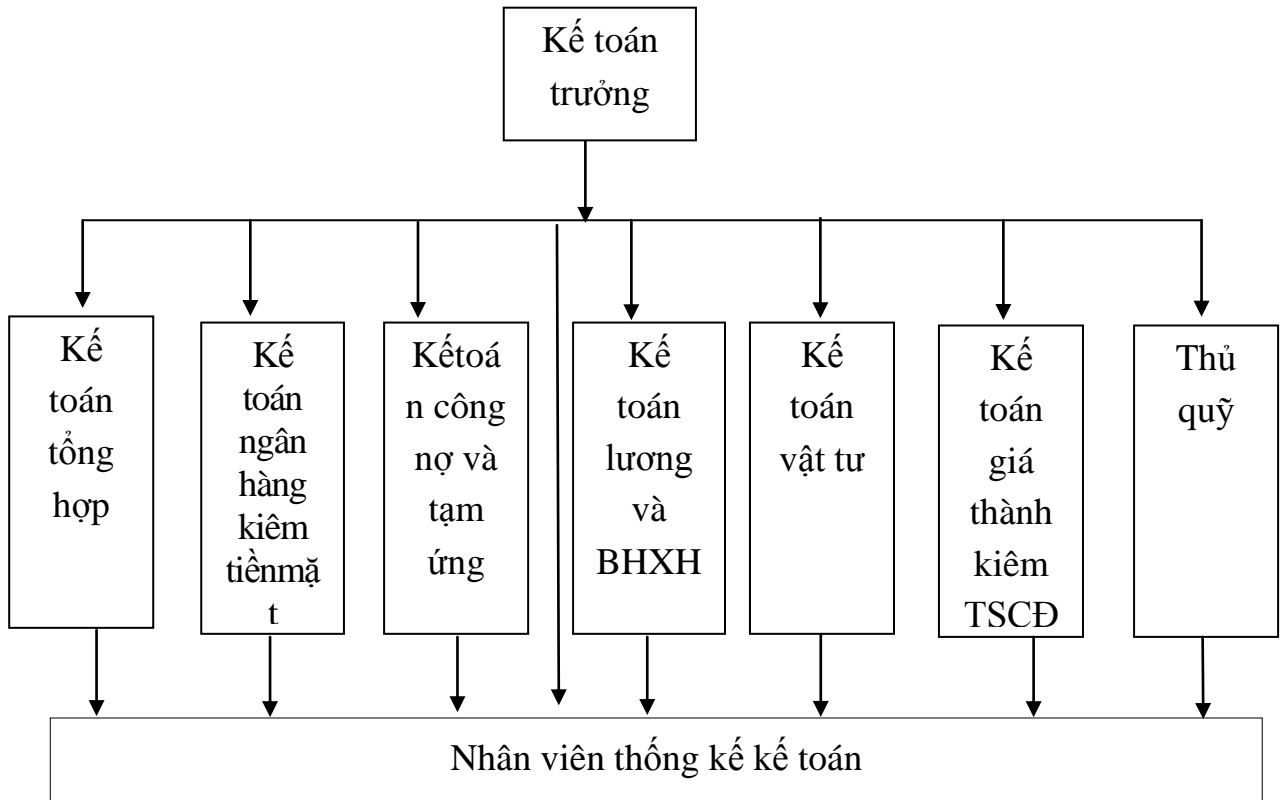 Kế toán
trưởng
Kế
toán
tổng
hợp
Kế
toán
ngân
hàng
kiêm
tiềnmặ
t
Kếtoá
n công
nợ và
tạm
ứng
Kế
toán
lương
và
BHXH
Kế
toán
vật tư
Kế
toán
giá
thành
kiêm
TSCĐ
Thủ
quỹ
Nhân viên thống kế kế toán